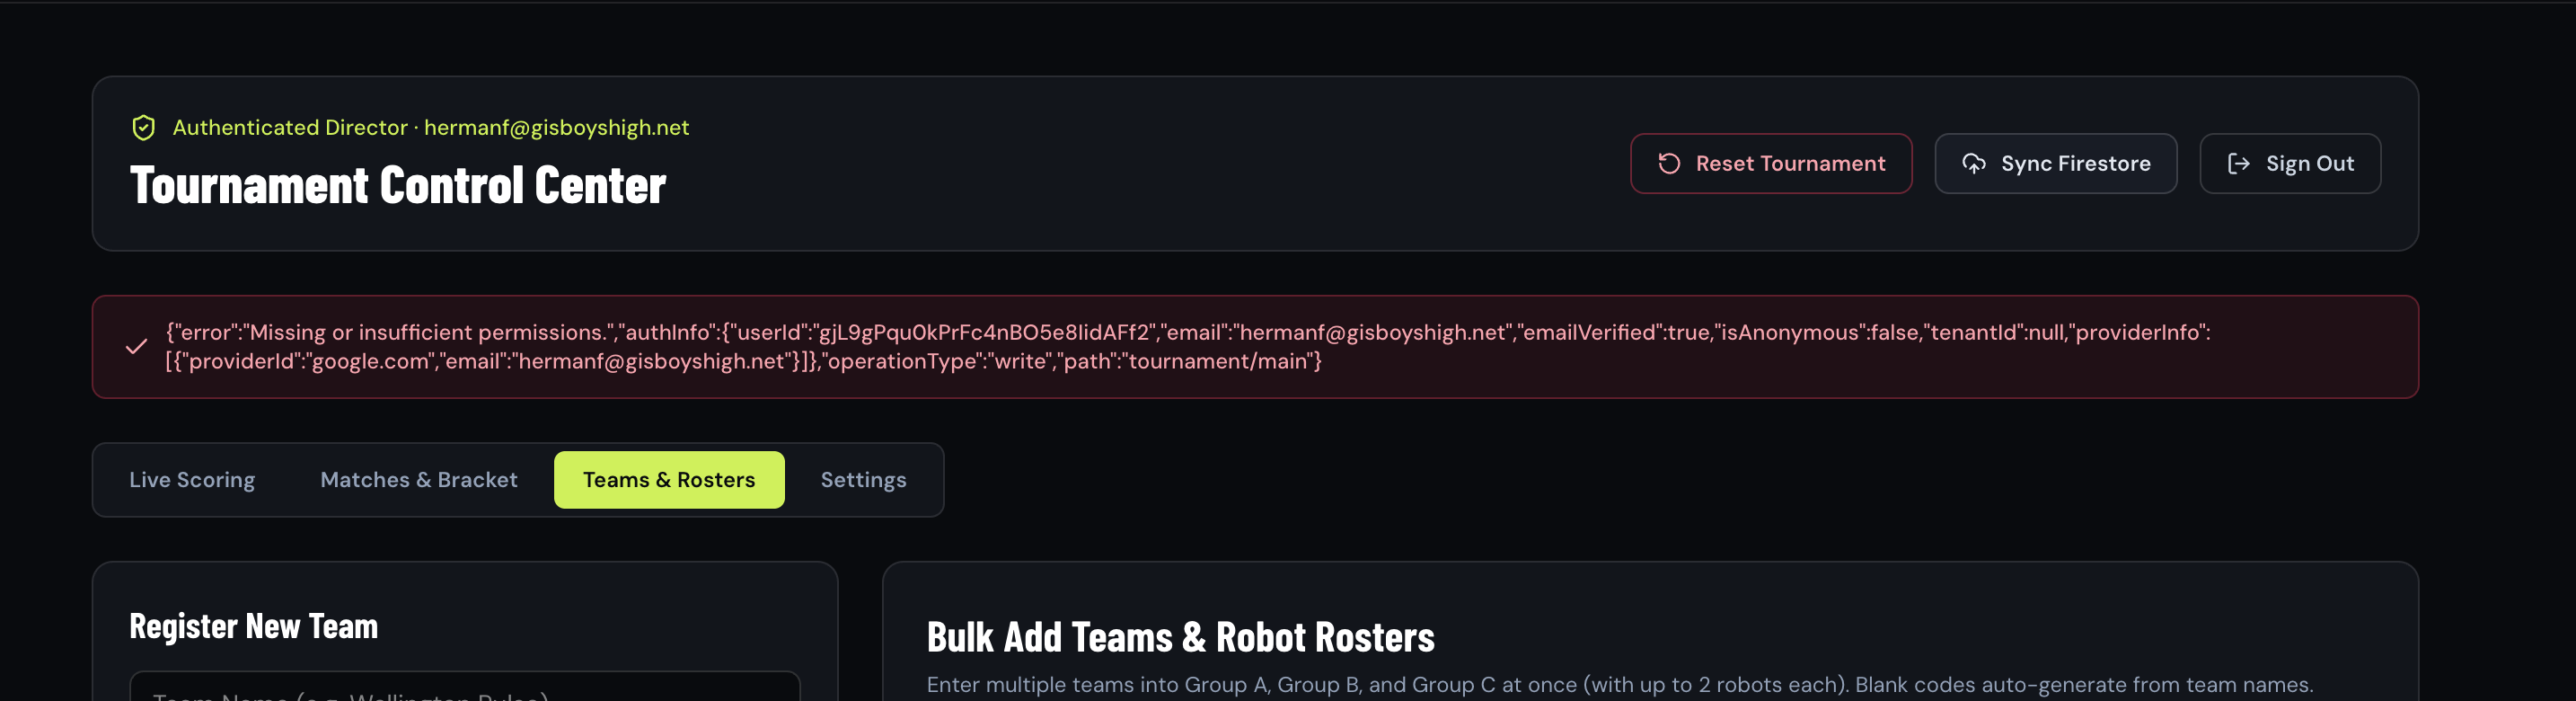 Authenticated Director · hermanf@gisboyshigh.net
Tournament Control Center
Reset Tournament
Sync Firestore
Sign Out
{"error":"Missing or insufficient permissions.","authInfo":{"userId":"gjL9gPqu0kPrFc4nBO5e8lidAFf2","email":"hermanf@gisboyshigh.net","emailVerified":true,"isAnonymous":false,"tenantId":null,"providerInfo":
[{"providerId":"google.com","email":"hermanf@gisboyshigh.net"}]},"operationType":"write","path":"tournament/main"}
Live Scoring
Matches & Bracket
Teams & Rosters
Settings
Register New Team
Team Name (e.g. Wellington Pulse)
Bulk Add Teams & Robot Rosters
Enter multiple teams into Group A, Group B, and Group C at once (with up to 2 robots each). Blank codes auto-generate from team names.